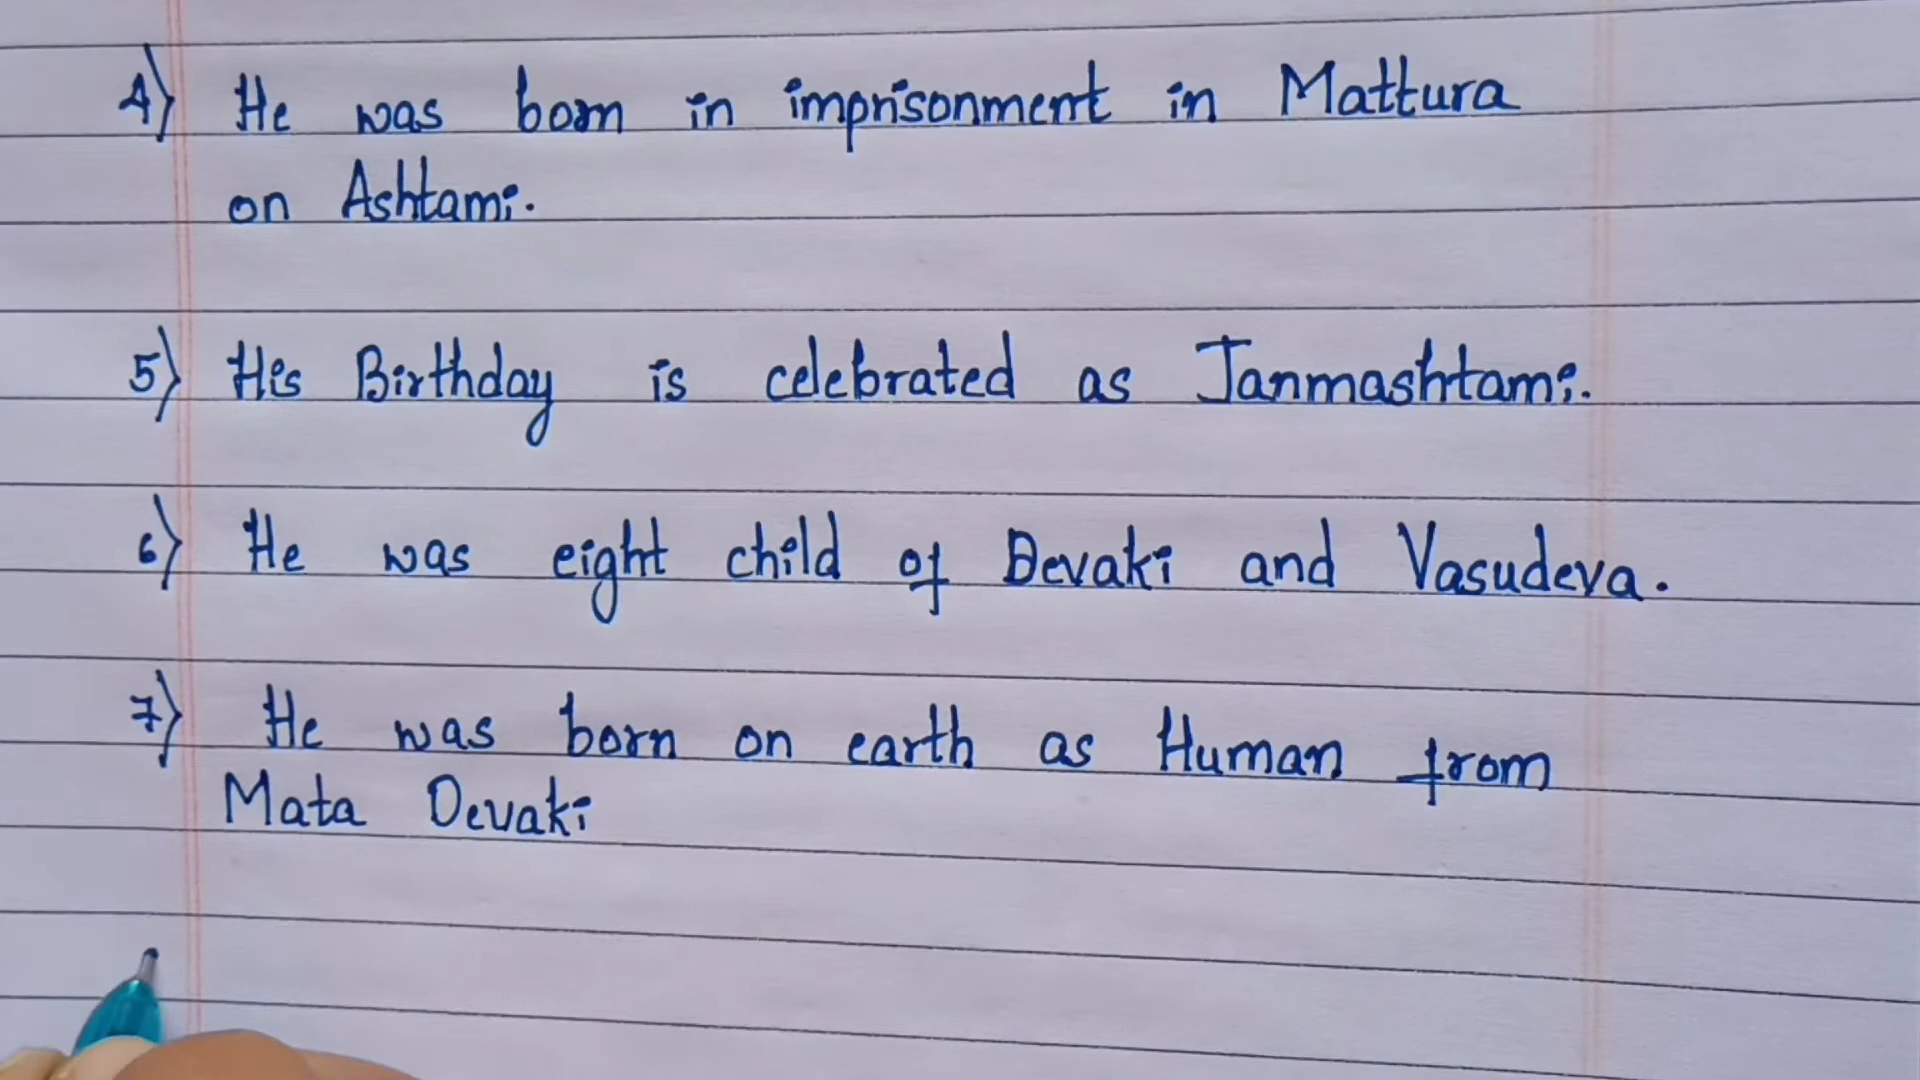 4) He was born in imprisonment in Mattura
on Ashtami.
5) His Birthday is celebrated as Janmashtami.
6) He was eight child of Devaki and Vasudeva.
7) He was born on earth as Human from
Mata Devaki